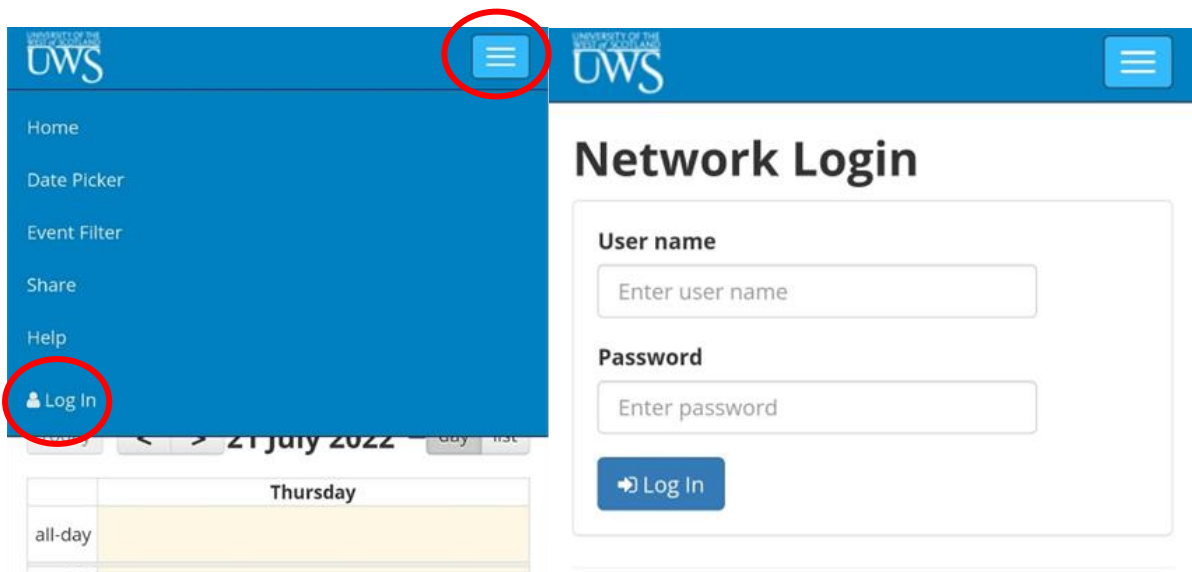 UNIVERSITY OF THE
WEST of SCOTLAND
UWS
Home
Date Picker
Event Filter
Share
Help
Log In
Today < > 21 July 2022 day list
Thursday
all-day
UNIVERSITY OF THE
WEST of SCOTLAND
UWS
Network Login
User name
Enter user name
Password
Enter password
Log In